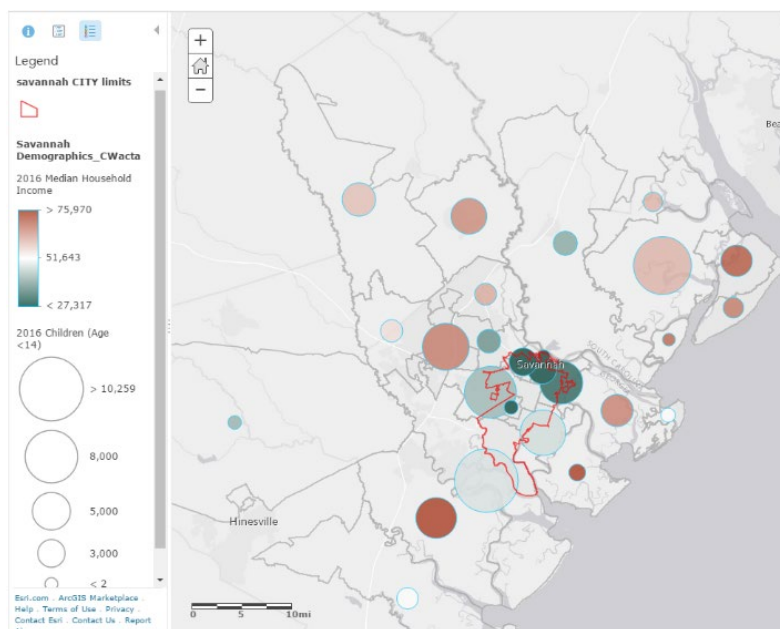 Legend
savannah CITY limits
Savannah
Demographics_CWacta
2016 Median Household
Income
> 75,970
51,643
< 27,317
2016 Children (Age
<14)
> 10,259
8,000
5,000
3,000
< 2
Esri.com . ArcGIS Marketplace .
Help . Terms of Use . Privacy .
Contact Esri . Contact Us . Report
+
−
Bea
SOUTH CAROLINA
Savannah
Hinesville
0 5 10mi